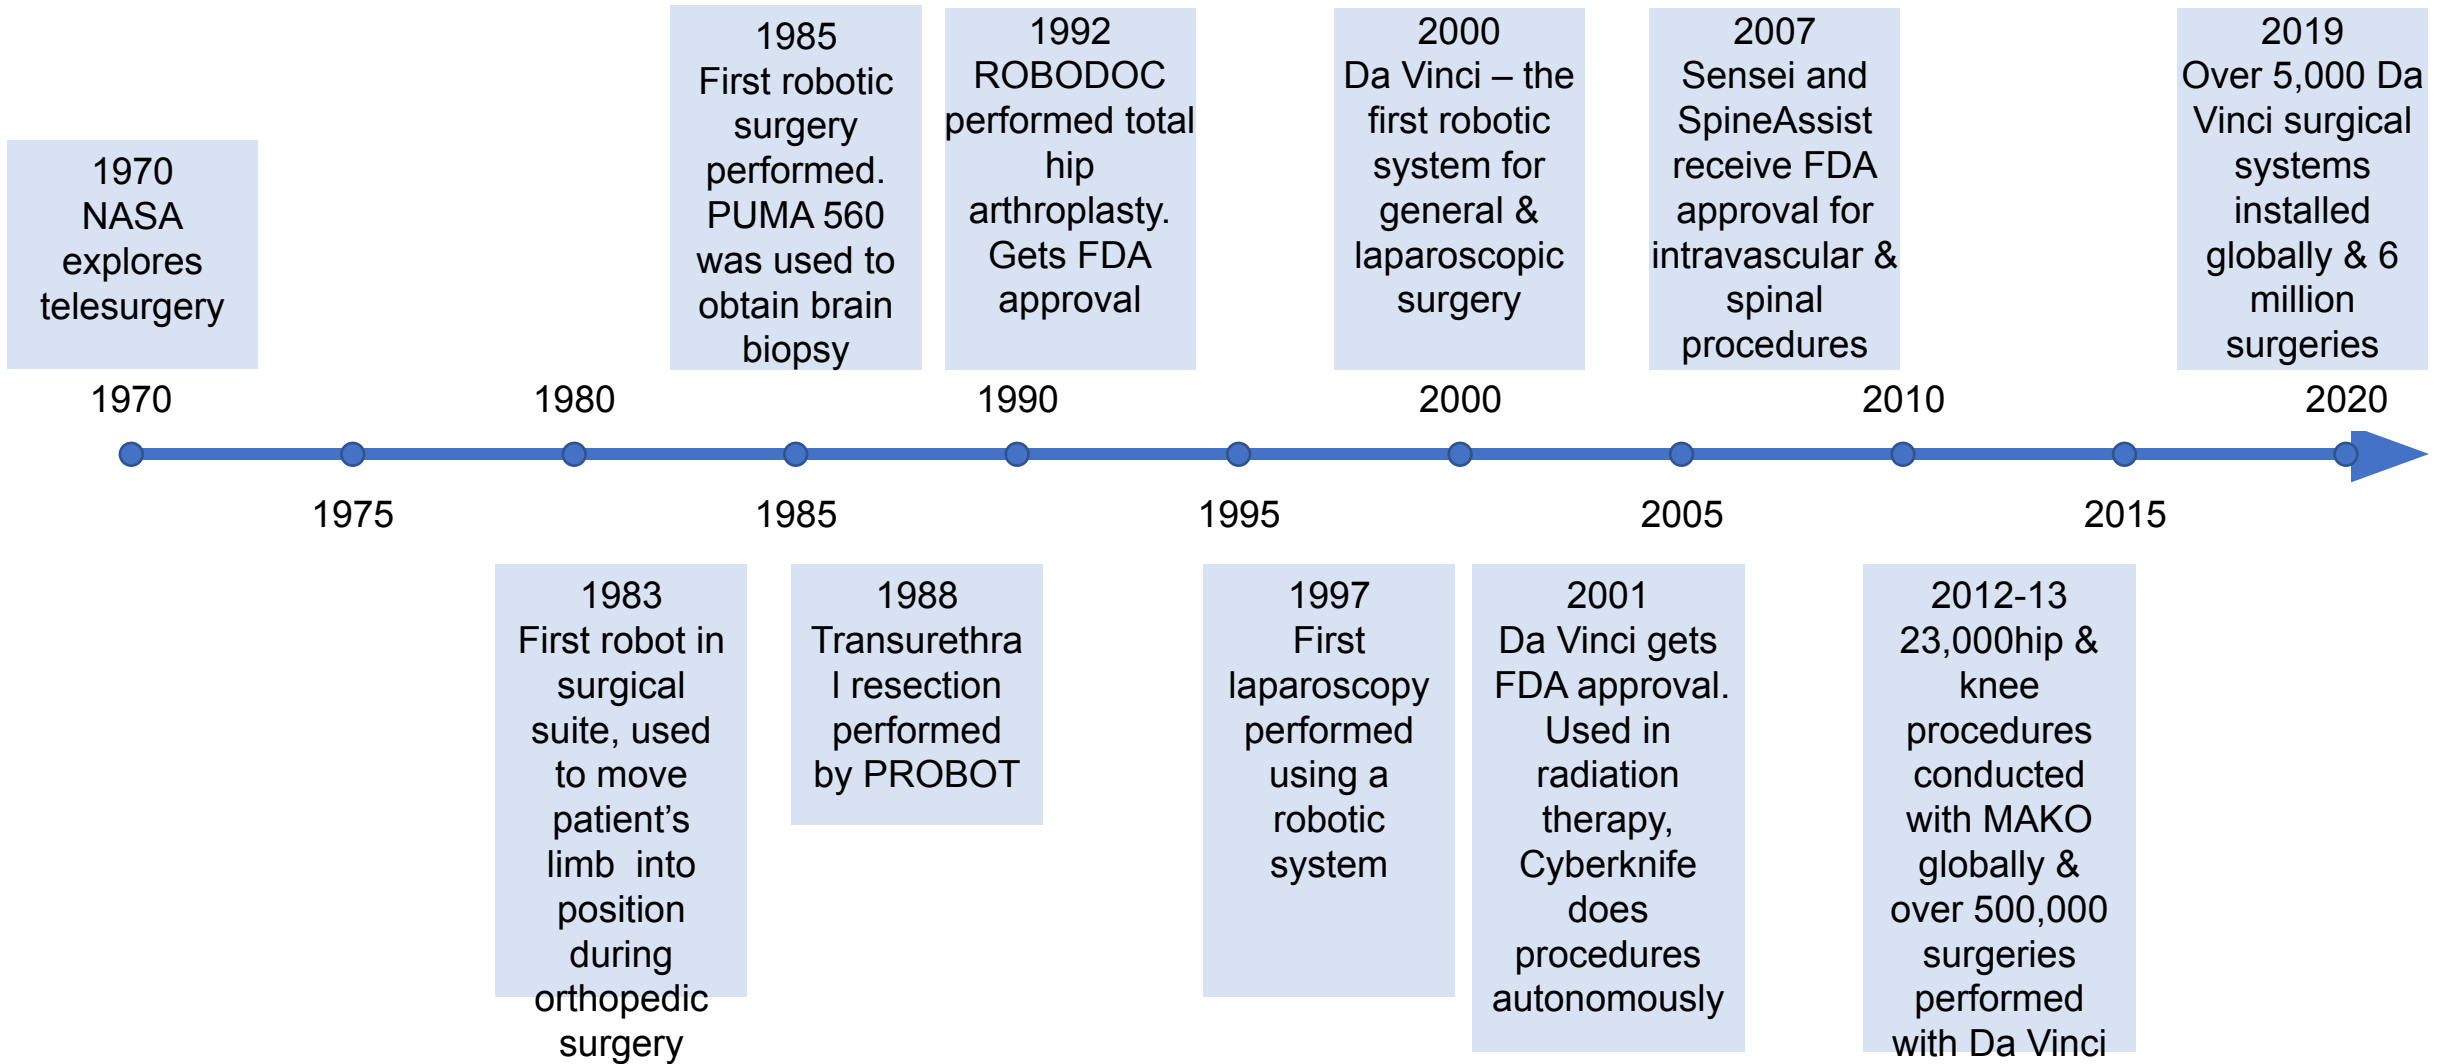 1970
NASA
explores
telesurgery
1985
First robotic
surgery
performed.
PUMA 560
was used to
obtain brain
biopsy
1992
ROBODOC
performed total
hip
arthroplasty.
Gets FDA
approval
2000
Da Vinci – the
first robotic
system for
general &
laparoscopic
surgery
2007
Sensei and
SpineAssist
receive FDA
approval for
intravascular &
spinal
procedures
2019
Over 5,000 Da
Vinci surgical
systems
installed
globally & 6
million
surgeries
1970
1980
1990
2000
2010
2020
1975
1985
1995
2005
2015
1983
First robot in
surgical
suite, used
to move
patient’s
limb  into
position
during
orthopedic
surgery
1988
Transurethra
l resection
performed
by PROBOT
1997
First
laparoscopy
performed
using a
robotic
system
2001
Da Vinci gets
FDA approval.
Used in
radiation
therapy,
Cyberknife
does
procedures
autonomously
2012-13
23,000hip &
knee
procedures
conducted
with MAKO
globally &
over 500,000
surgeries
performed
with Da Vinci